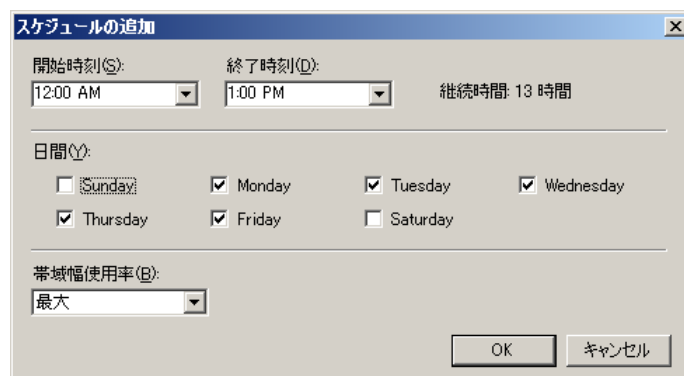 スケジュールの追加
開始時刻(S): 終了時刻(D):
12:00 AM 1:00 PM 継続時間: 13 時間
日間(Y):
Sunday Monday Tuesday Wednesday
Thursday Friday Saturday
帯域幅使用率(B):
最大
OK キャンセル